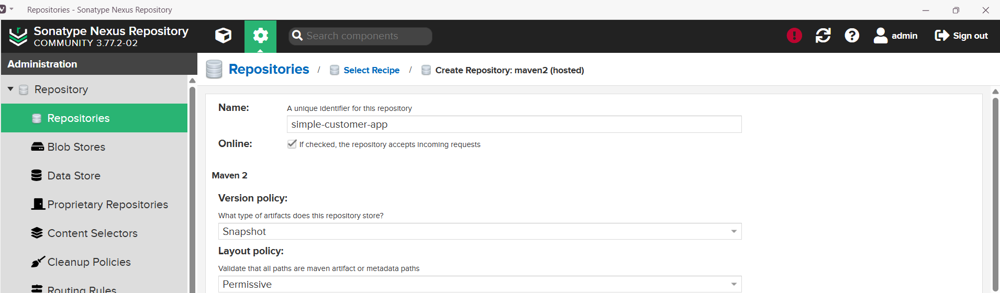 Repositories - Sonatype Nexus Repository
Sonatype Nexus Repository
COMMUNITY 3.77.2-02
Search components
admin
Sign out
Administration
Repositories / Select Recipe / Create Repository: maven2 (hosted)
Repository
Repositories
Blob Stores
Data Store
Proprietary Repositories
Content Selectors
Cleanup Policies
Routing Rules
Name:
A unique identifier for this repository
simple-customer-app
Online:
If checked, the repository accepts incoming requests
Maven 2
Version policy:
What type of artifacts does this repository store?
Snapshot
Layout policy:
Validate that all paths are maven artifact or metadata paths
Permissive